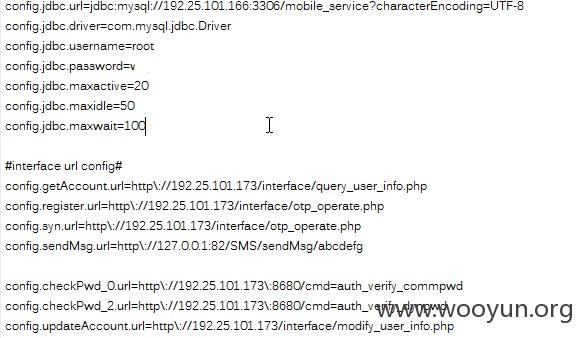 config.jdbc.url=jdbc:mysql://192.25.101.166:3306/mobile_service?characterEncoding=UTF-8
config.jdbc.driver=com.mysql.jdbc.Driver
config.jdbc.username=root
config.jdbc.password=v
config.jdbc.maxactive=20
config.jdbc.maxidle=50
config.jdbc.maxwait=100
#interface url config#
config.getAccount.url=http\://192.25.101.173/interface/query_user_info.php
config.register.url=http\://192.25.101.173/interface/otp_operate.php
config.syn.url=http\://192.25.101.173/interface/otp_operate.php
config.sendMsg.url=http\://127.0.0.1:82/SMS/sendMsg/abcdefg
config.checkPwd_0.url=http\://192.25.101.173\:8680/cmd=auth_verify_commpwd
config.checkPwd_2.url=http\://192.25.101.173\:8680/cmd=auth_verify_dynpwd
www.wooyun.org
config.updateAccount.url=http\://192.25.101.173/interface/modify_user_info.php